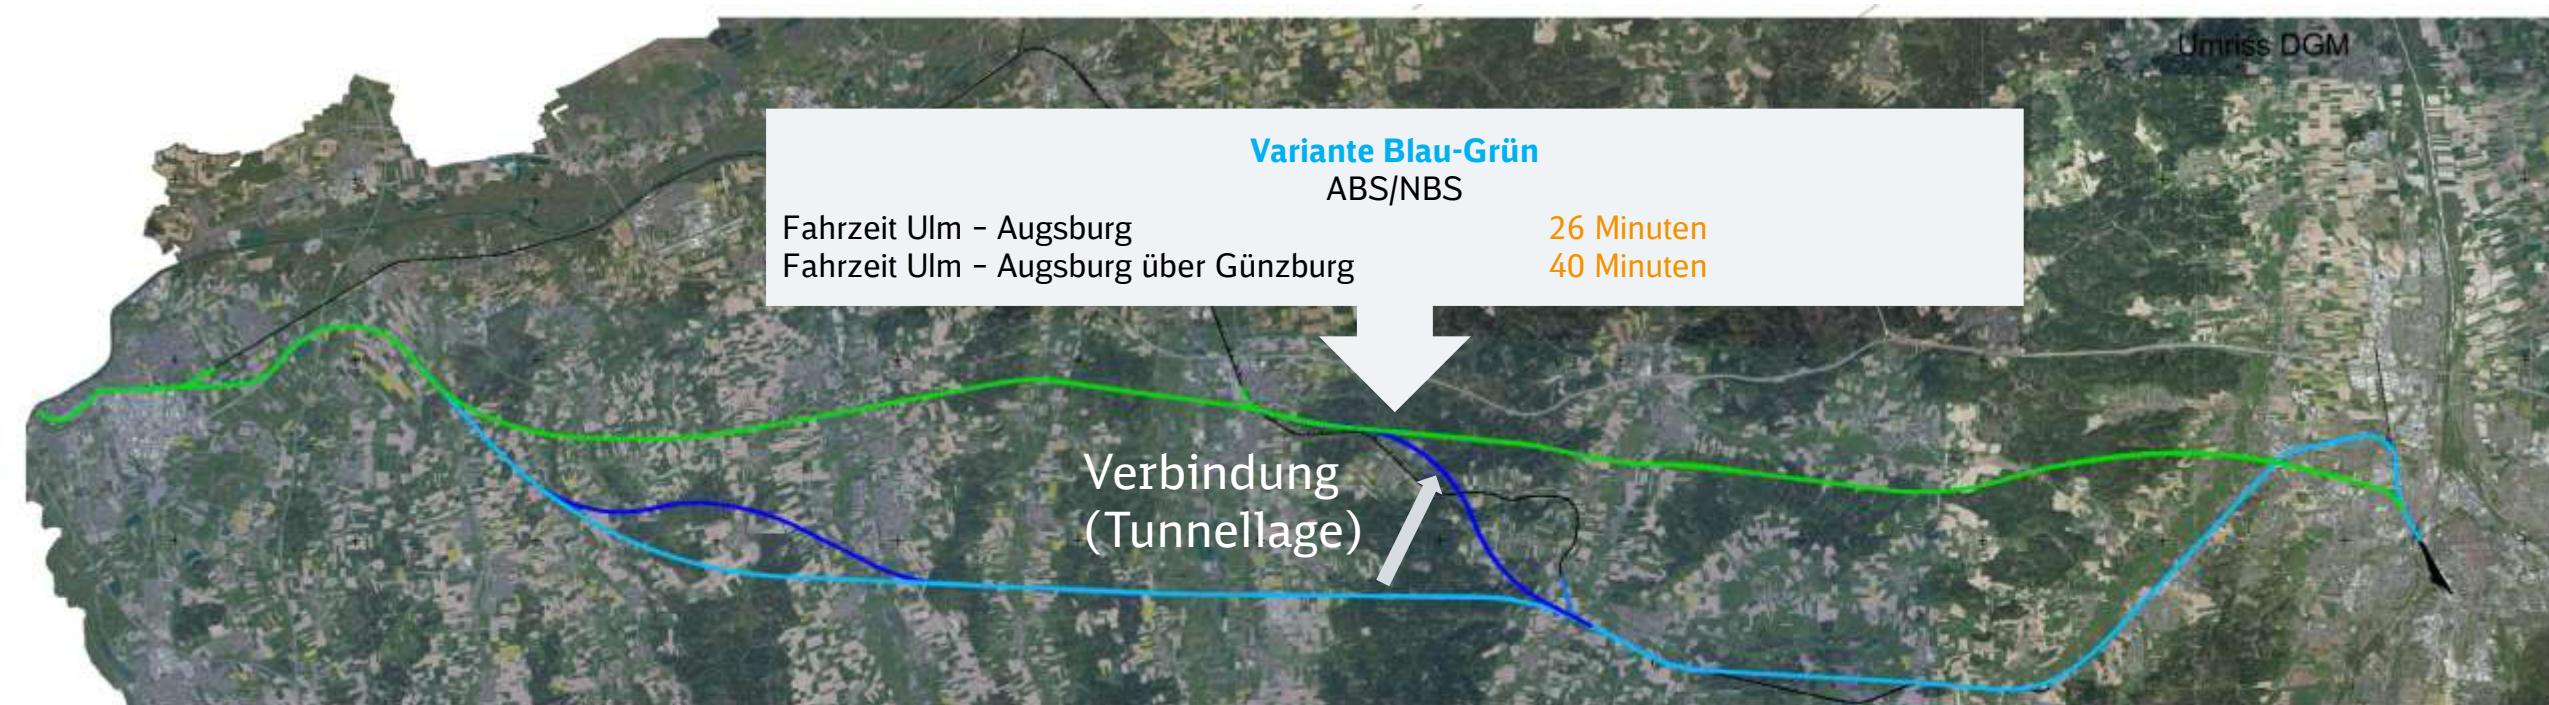 Umriss DGM
Variante Blau-Grün
ABS/NBS
Fahrzeit Ulm – Augsburg 26 Minuten
Fahrzeit Ulm – Augsburg über Günzburg 40 Minuten
Verbindung
(Tunnellage)